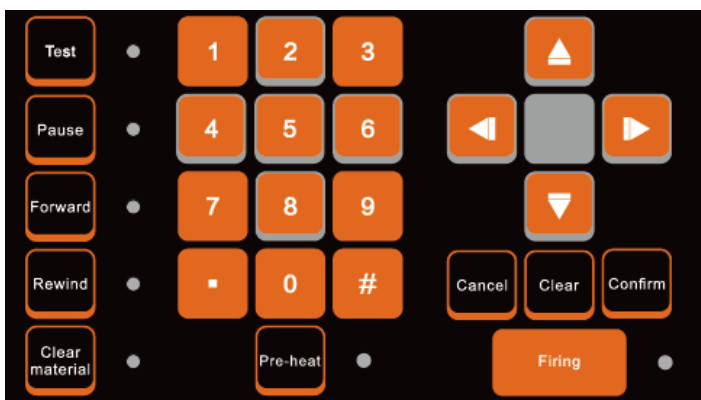 Test
1 2 3
Pause
4 5 6
Forward
7 8 9
Rewind
. 0 #
Cancel Clear Confirm
Clear
material
Pre-heat
Firing